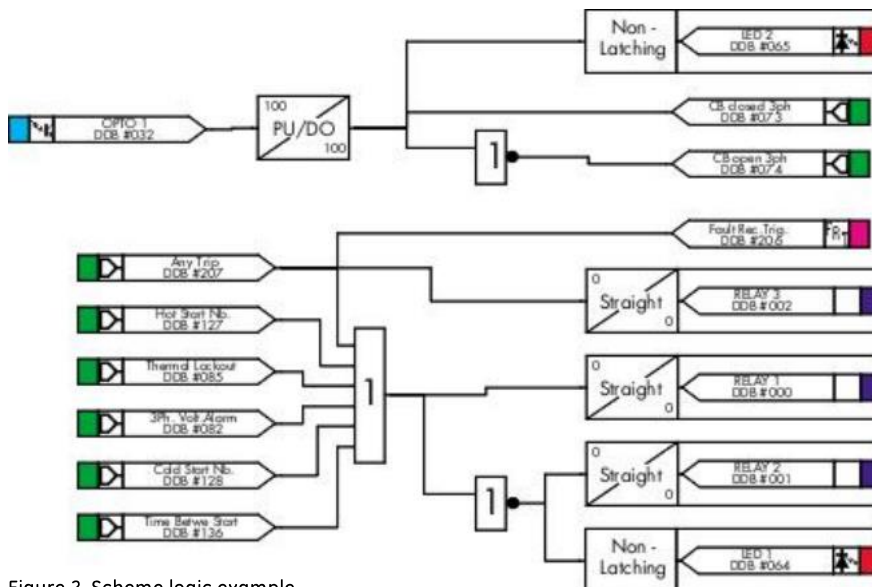 Non -
Latching
LED 2
DDB #065
OPTO 1
DDB #032
100
PU/DO
100
CB closed 3ph
DDB #073
1
CB open 3ph
DDB #074
Fault Rec.Trig.
DDB #206
FRT
Any Trip
DDB #207
0
Straight
0
RELAY 3
DDB #002
Hot Start Nb.
DDB #127
Thermal Lockout
DDB #085
1
0
Straight
0
RELAY 1
DDB #000
3Ph. Volt.Alarm
DDB #082
Cold Start Nb.
DDB #128
0
Straight
0
RELAY 2
DDB #001
1
Time Betwe Start
DDB #136
Non -
Latching
LED 1
DDB #064
Figure 2. Scheme logic example